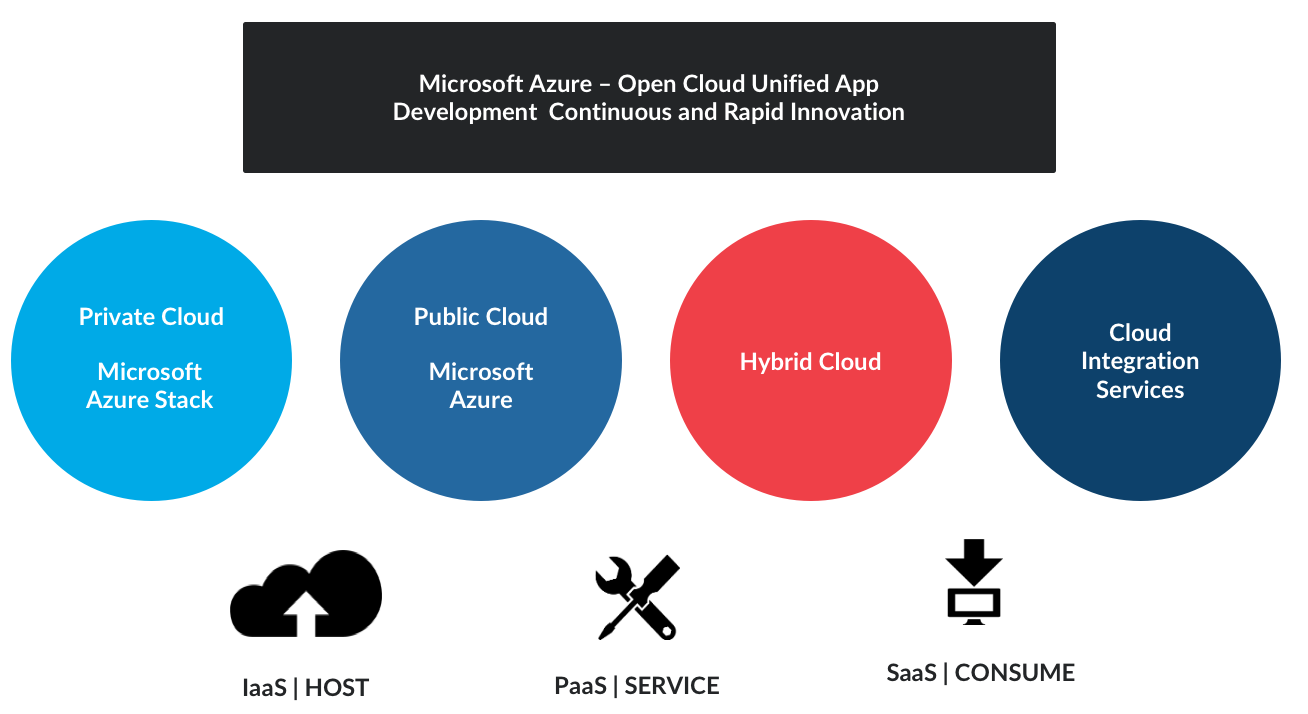 Microsoft Azure – Open Cloud Unified App
Development  Continuous and Rapid Innovation
Private Cloud
Microsoft
Azure Stack
Public Cloud
Microsoft
Azure
Hybrid Cloud
Cloud
Integration
Services
IaaS | HOST
PaaS | SERVICE
SaaS | CONSUME